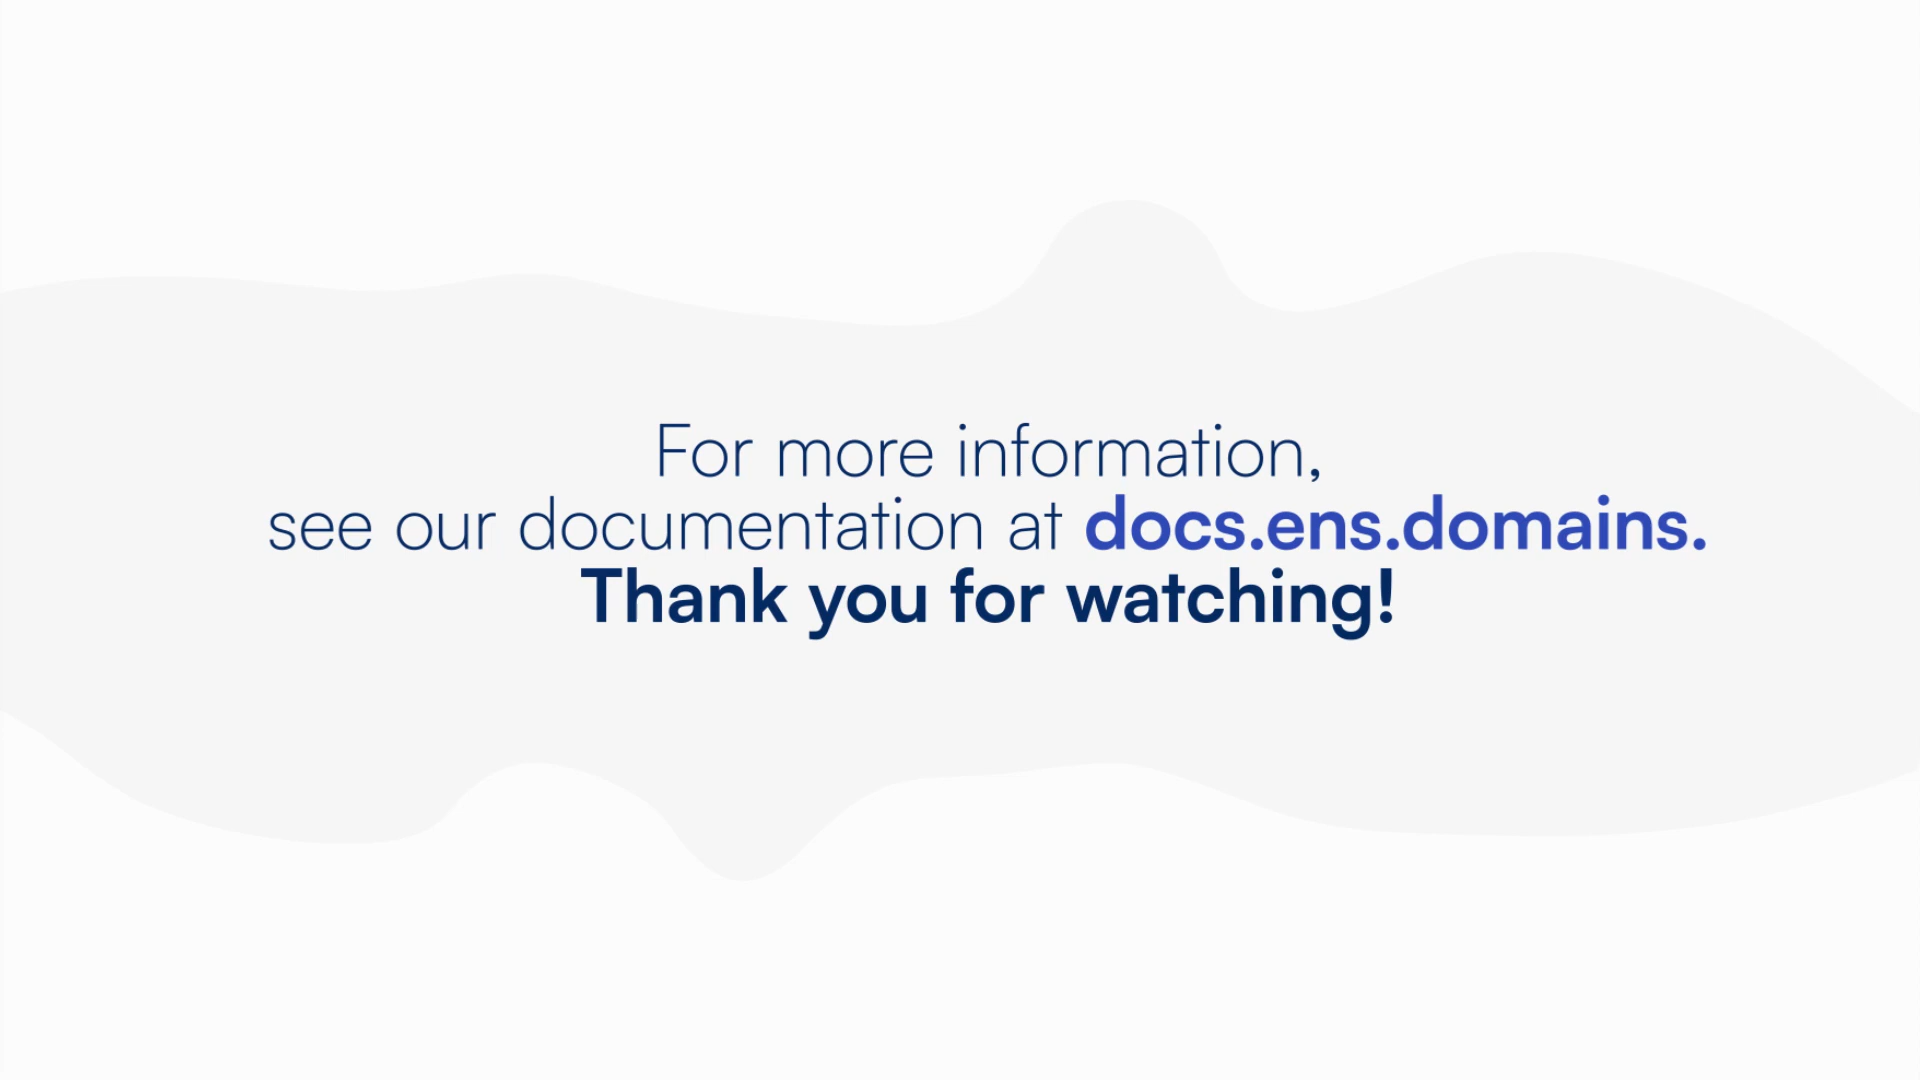 For more information,
see our documentation at docs.ens.domains.
Thank you for watching!